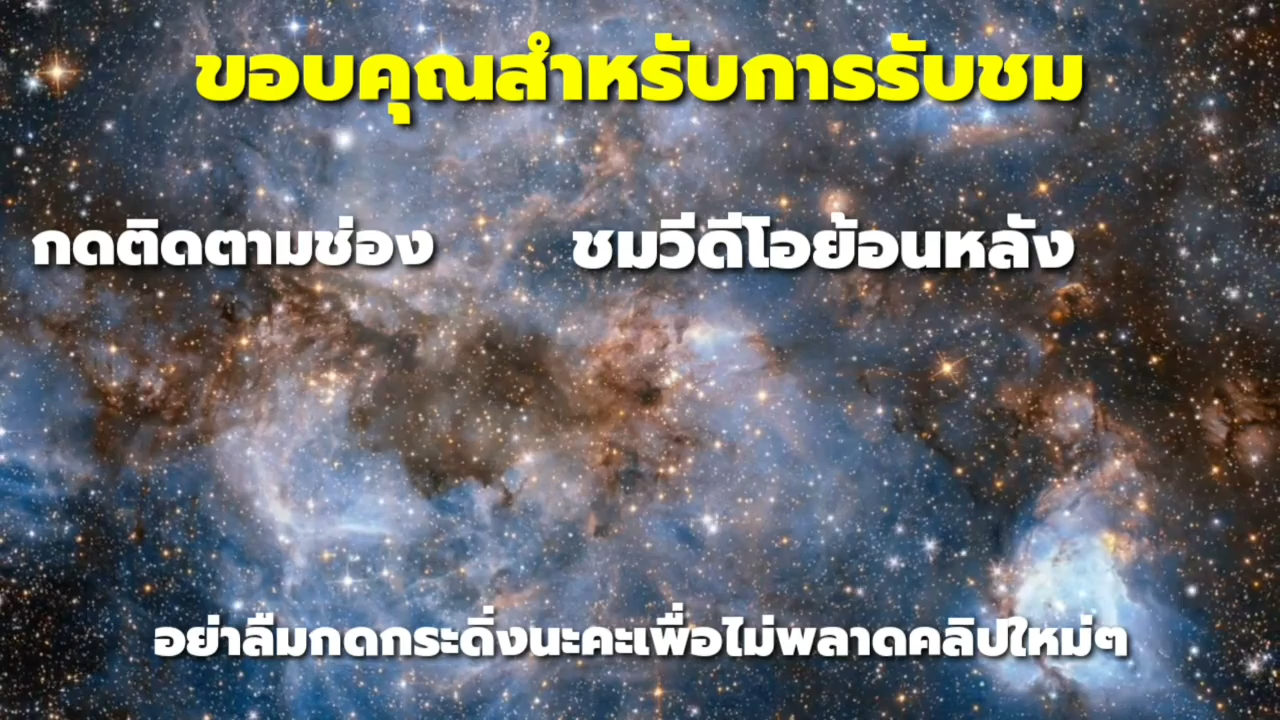 ขอบคุณสำหรับการรับชม
กดติดตามช่อง
ชมวีดีโอย้อนหลัง
อย่าลืมกดกระดิ่งนะคะเพื่อไม่พลาดคลิปใหม่ๆ